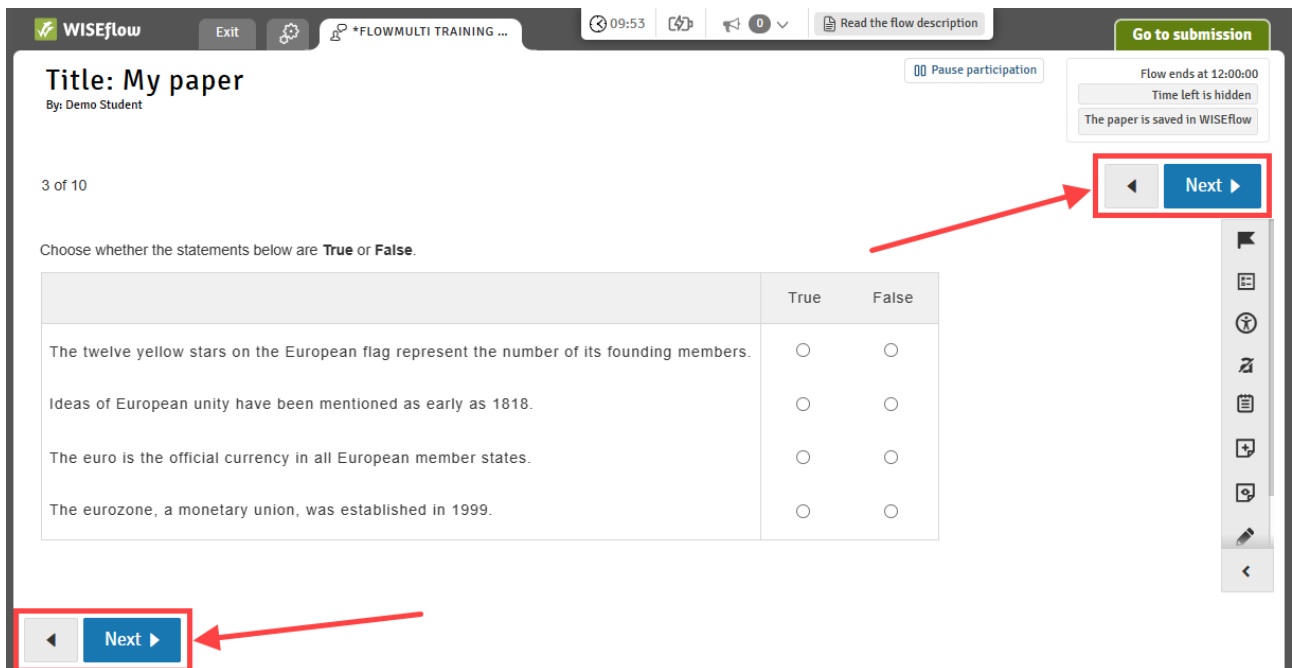 WISEflow
Exit
*FLOWMULTI TRAINING ...
09:53
0
Read the flow description
Go to submission
Title: My paper
By: Demo Student
Pause participation
Flow ends at 12:00:00
Time left is hidden
The paper is saved in WISEflow
3 of 10
Next
Choose whether the statements below are True or False.
True False
The twelve yellow stars on the European flag represent the number of its founding members.
Ideas of European unity have been mentioned as early as 1818.
The euro is the official currency in all European member states.
The eurozone, a monetary union, was established in 1999.
Next